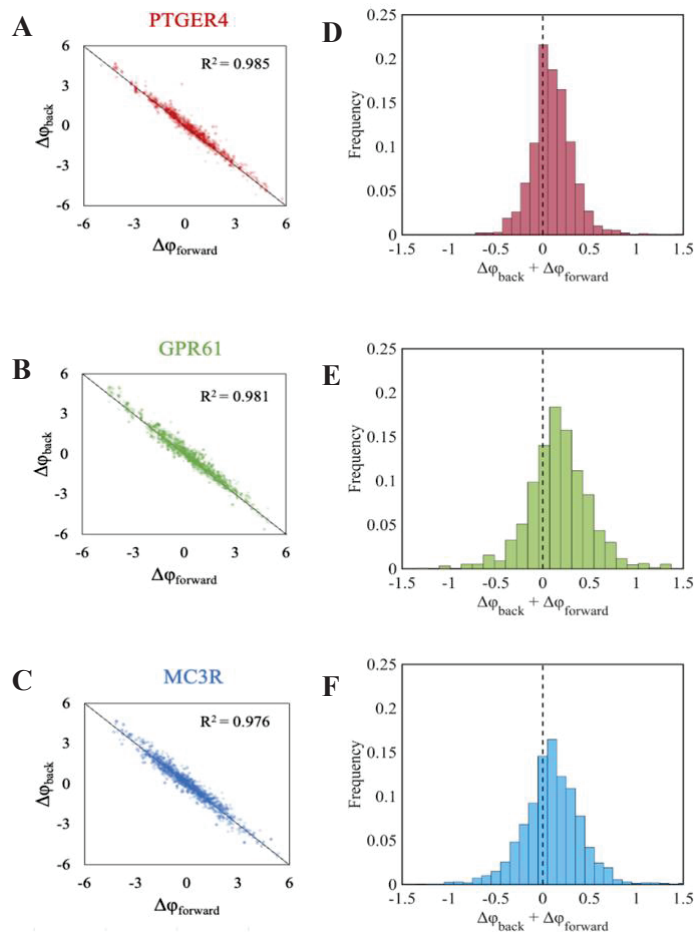 A
PTGER4
R² = 0.985
Δφback
6
3
0
-3
-6
-6 -3 0 3 6
Δφforward
D
Frequency
0.25
0.2
0.15
0.1
0.05
0
-1.5 -1 -0.5 0 0.5 1 1.5
Δφback + Δφforward
B
GPR61
R² = 0.981
Δφback
6
3
0
-3
-6
-6 -3 0 3 6
Δφforward
E
Frequency
0.25
0.2
0.15
0.1
0.05
0
-1.5 -1 -0.5 0 0.5 1 1.5
Δφback + Δφforward
C
MC3R
R² = 0.976
Δφback
6
3
0
-3
-6
-6 -3 0 3 6
Δφforward
F
Frequency
0.25
0.2
0.15
0.1
0.05
0
-1.5 -1 -0.5 0 0.5 1 1.5
Δφback + Δφforward